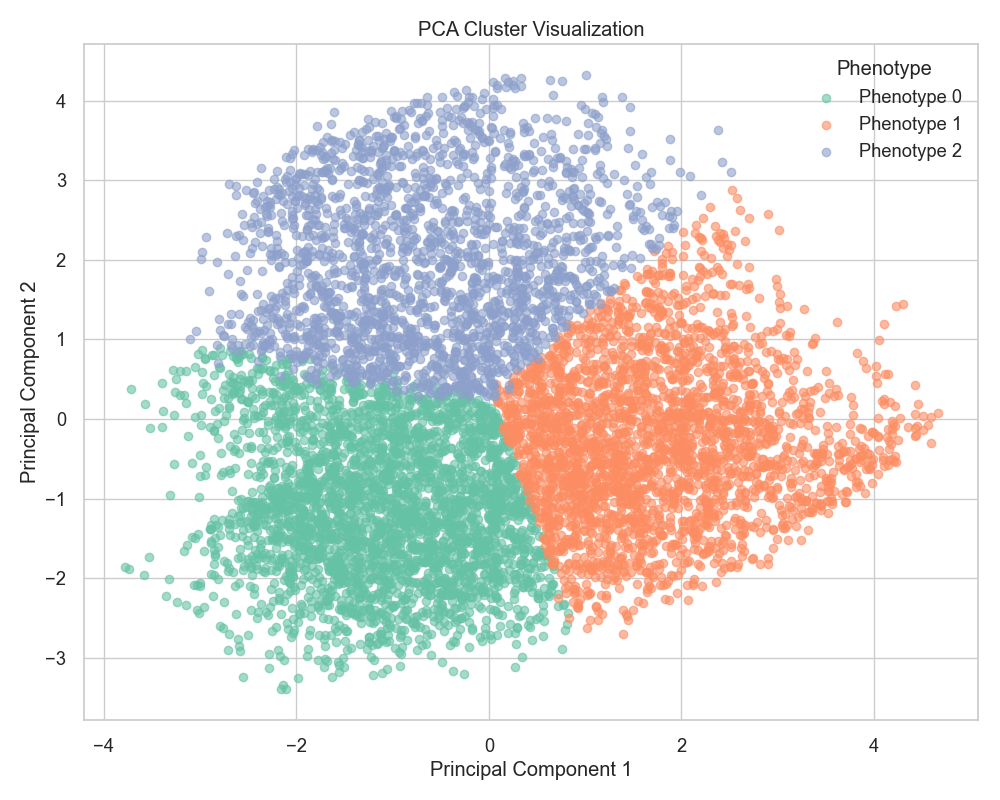 PCA Cluster Visualization
Phenotype
Phenotype 0
Phenotype 1
Phenotype 2
4
3
2
1
0
−1
−2
−3
Principal Component 2
−4
−2
0
2
4
Principal Component 1